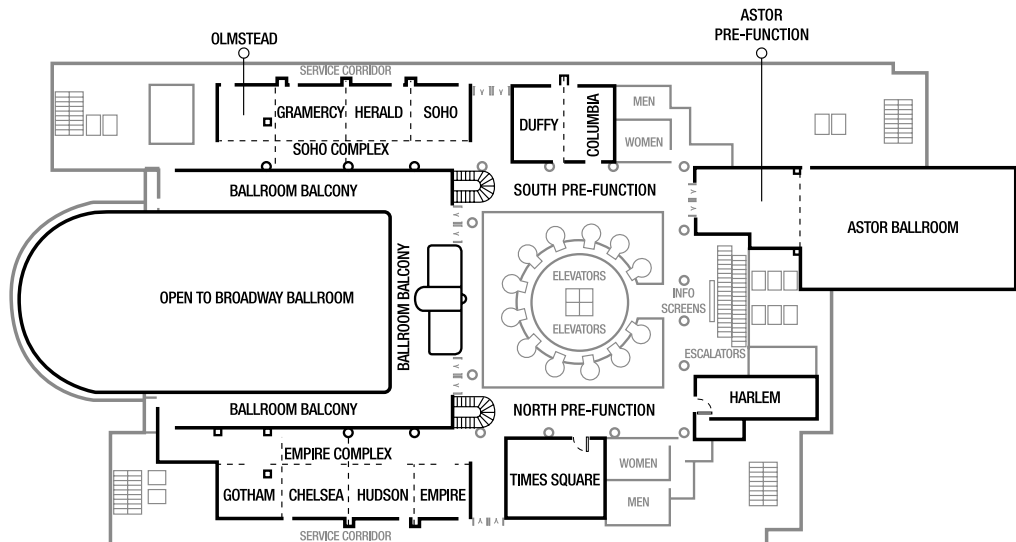 OLMSTEAD
ASTOR
PRE-FUNCTION
SERVICE CORRIDOR
GRAMERCY
HERALD
SOHO
DUFFY
COLUMBIA
MEN
WOMEN
SOHO COMPLEX
BALLROOM BALCONY
SOUTH PRE-FUNCTION
ASTOR BALLROOM
OPEN TO BROADWAY BALLROOM
BALLROOM BALCONY
ELEVATORS
ELEVATORS
INFO
SCREENS
ESCALATORS
HARLEM
BALLROOM BALCONY
NORTH PRE-FUNCTION
EMPIRE COMPLEX
GOTHAM
CHELSEA
HUDSON
EMPIRE
TIMES SQUARE
WOMEN
MEN
SERVICE CORRIDOR